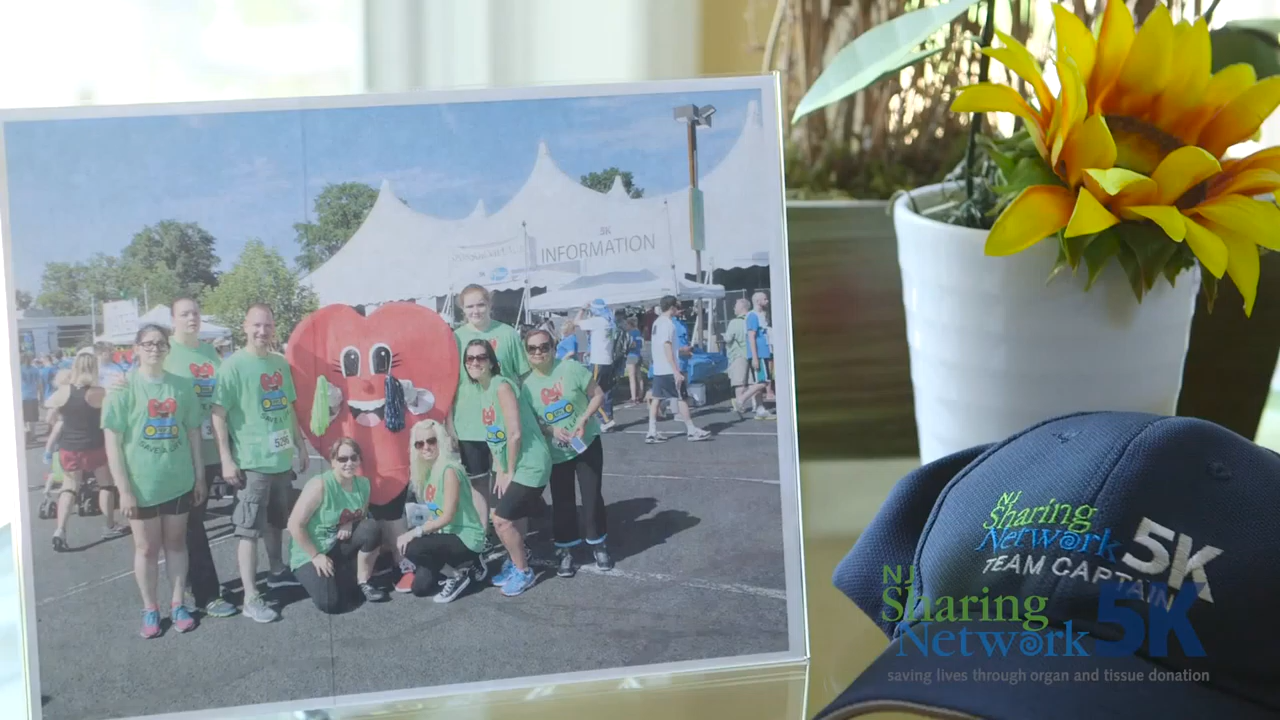 5K
INFORMATION
NJ
Sharing
Network 5K
TEAM CAPTAIN
NJ
Sharing
Network 5K
saving lives through organ and tissue donation